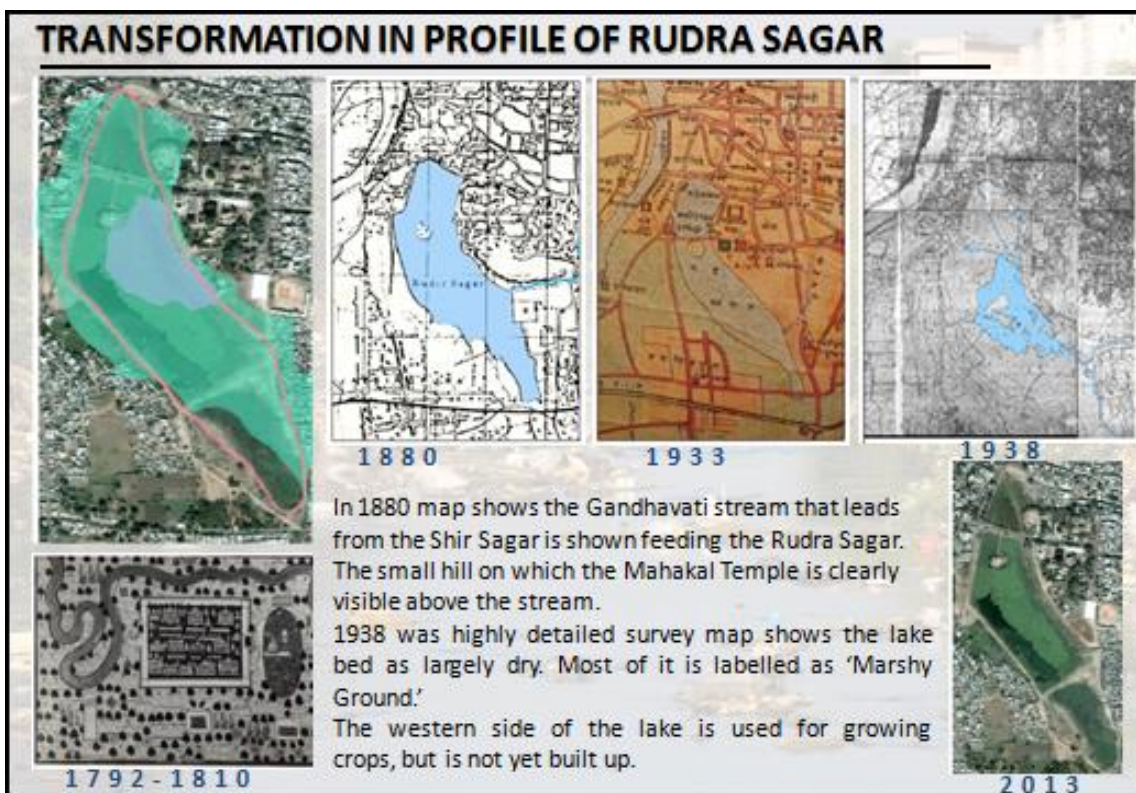 TRANSFORMATION IN PROFILE OF RUDRA SAGAR
Rudir Sagar
1880
1933
1938
In 1880 map shows the Gandhavati stream that leads
from the Shir Sagar is shown feeding the Rudra Sagar.
The small hill on which the Mahakal Temple is clearly
visible above the stream.
1938 was highly detailed survey map shows the lake
bed as largely dry. Most of it is labelled as ‘Marshy
Ground.’
The western side of the lake is used for growing
crops, but is not yet built up.
1792-1810
2013